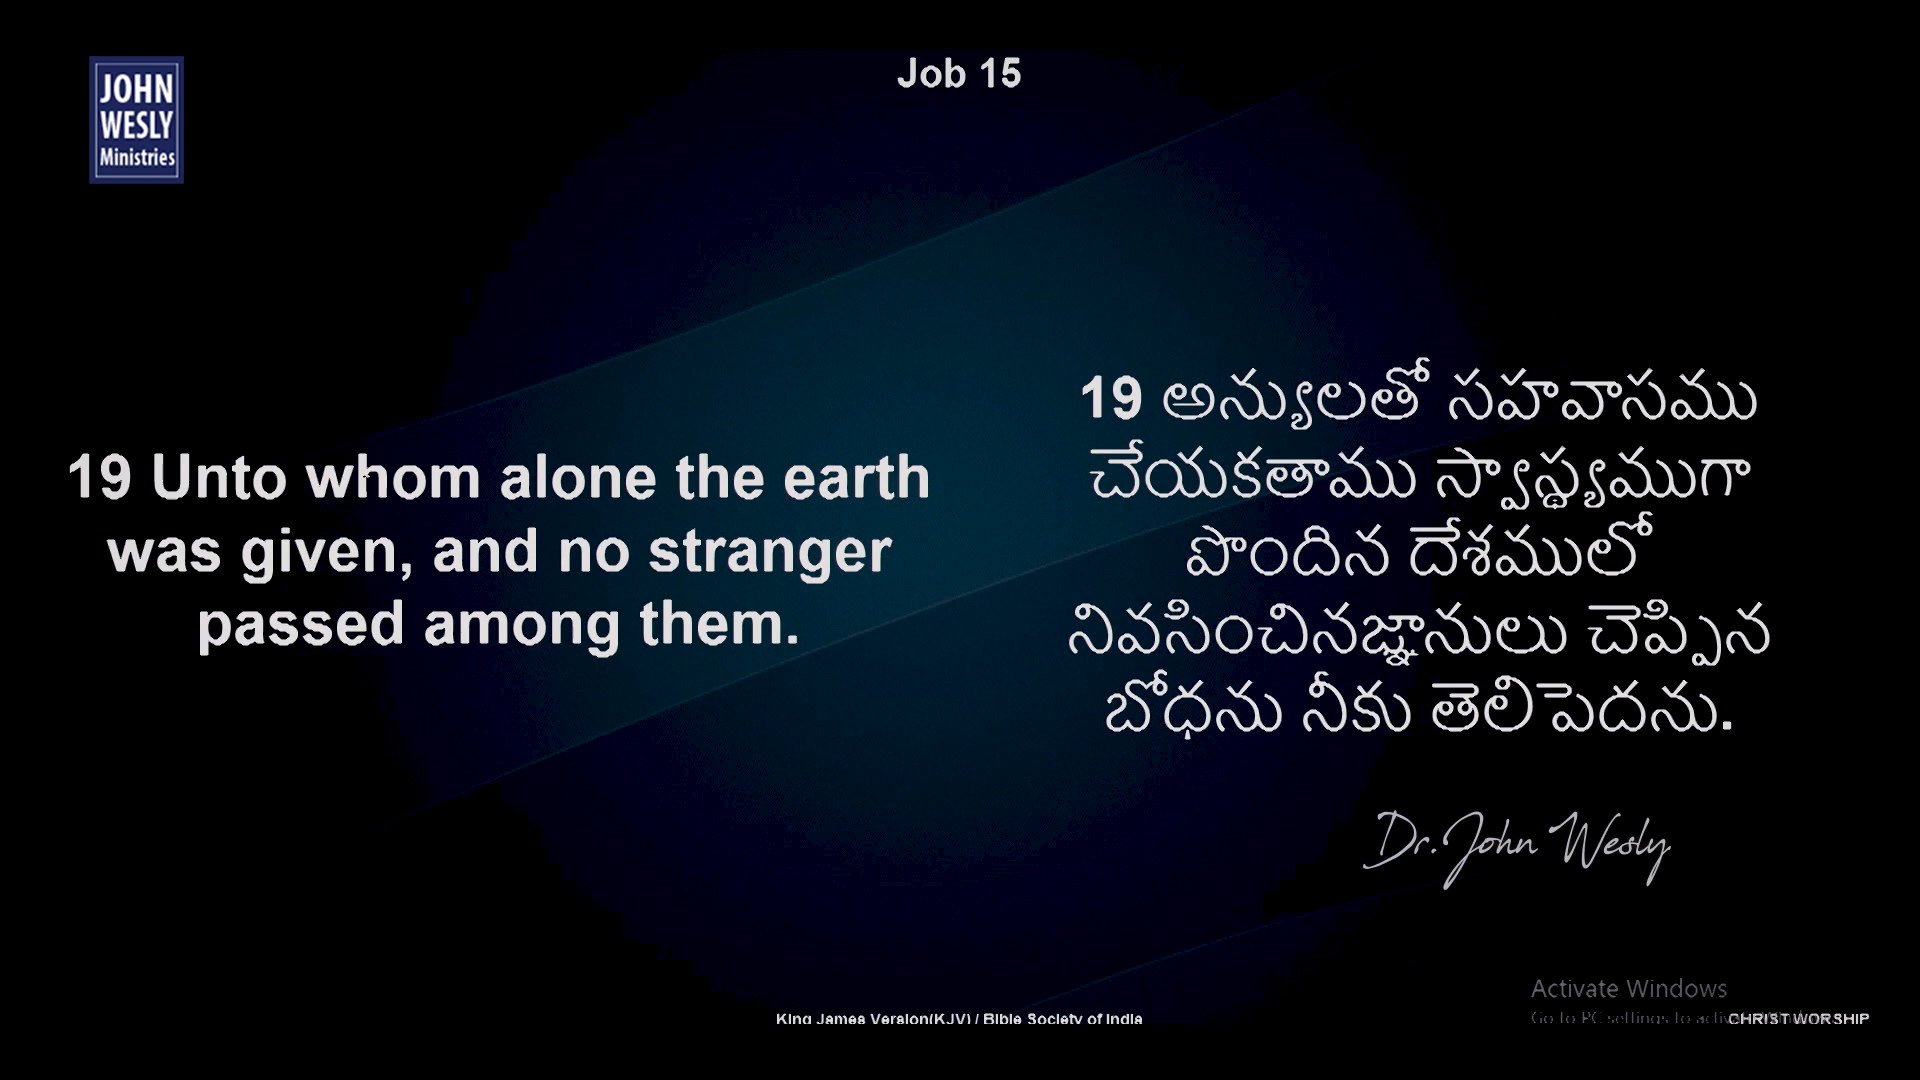 JOHN
WESLY
Ministries
Job 15
19 Unto whom alone the earth
was given, and no stranger
passed among them.
19 అన్యులతో సహవాసము
చేయకతాము స్వాస్థ్యముగా
పొందిన దేశములో
నివసించినజ్ఞానులు చెప్పిన
బోధను నీకు తెలిపెదను.
Dr. John Wesly
Activate Windows
Go to PC settings to activate Windows.
CHRIST WORSHIP
King James Version(KJV) / Bible Society of India